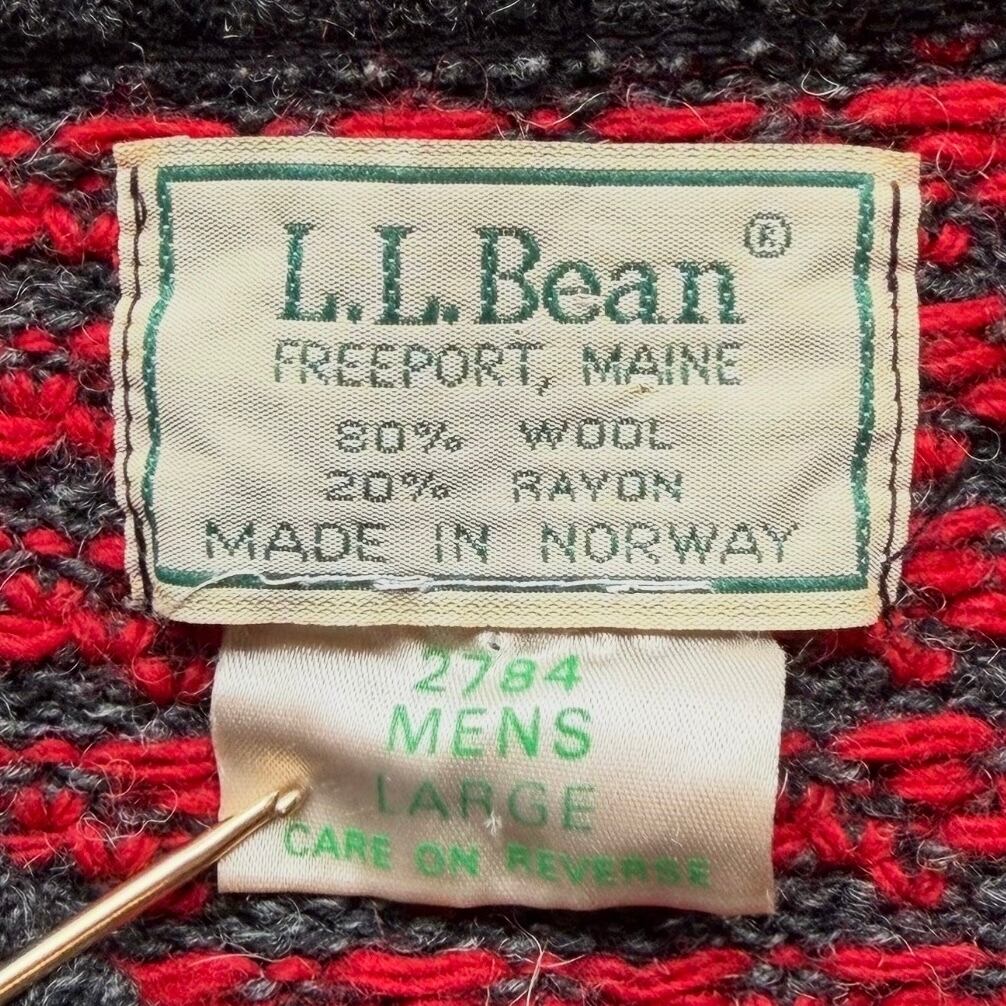 L.L.Bean®
FREEPORT, MAINE
80% WOOL
20% RAYON
MADE IN NORWAY
2784
MENS
LARGE
CARE ON REVERSE